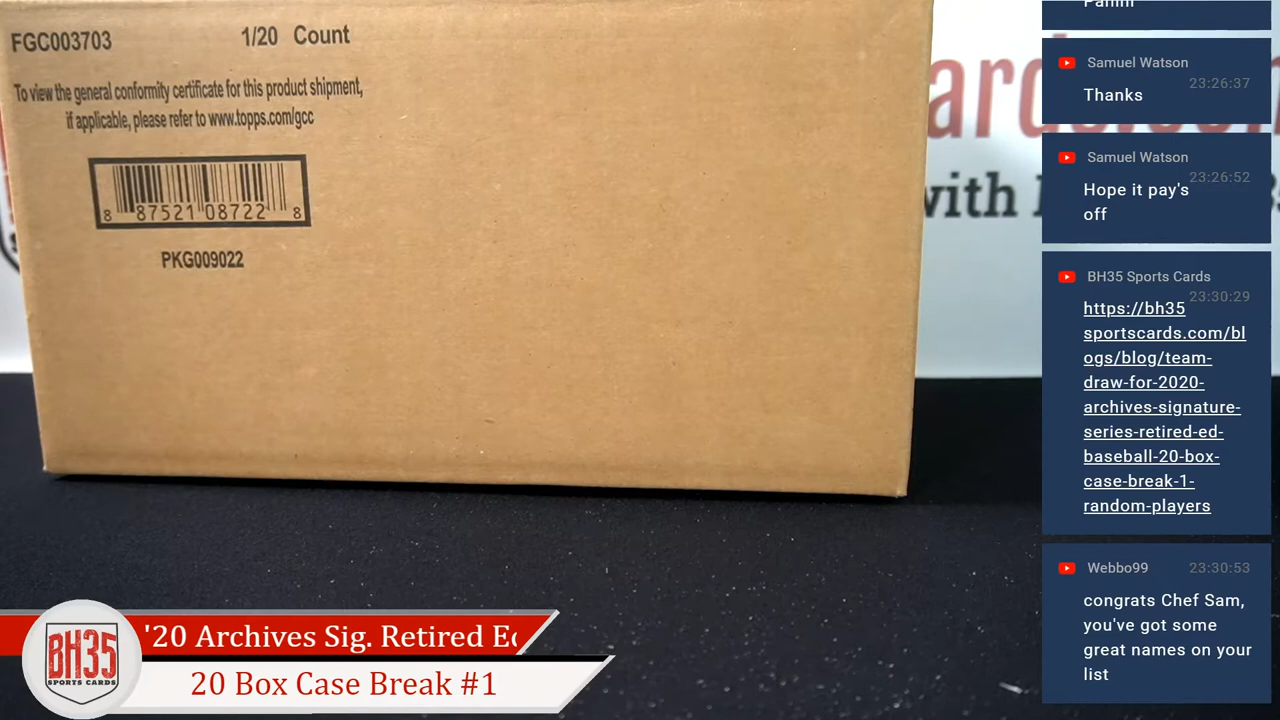 FGC003703 1/20 Count
To view the general conformity certificate for this product shipment,
if applicable, please refer to www.topps.com/gcc
8 87521 08722 8
PKG009022
ards.com
with
Panini
Samuel Watson
23:26:37
Thanks
Samuel Watson
23:26:52
Hope it pay's
off
BH35 Sports Cards
23:30:29
https://bh35
sportscards.com/bl
ogs/blog/team-
draw-for-2020-
archives-signature-
series-retired-ed-
baseball-20-box-
case-break-1-
random-players
Webbo99 23:30:53
congrats Chef Sam,
you've got some
great names on your
list
BH35
SPORTS CARDS
'20 Archives Sig. Retired Ed
20 Box Case Break #1